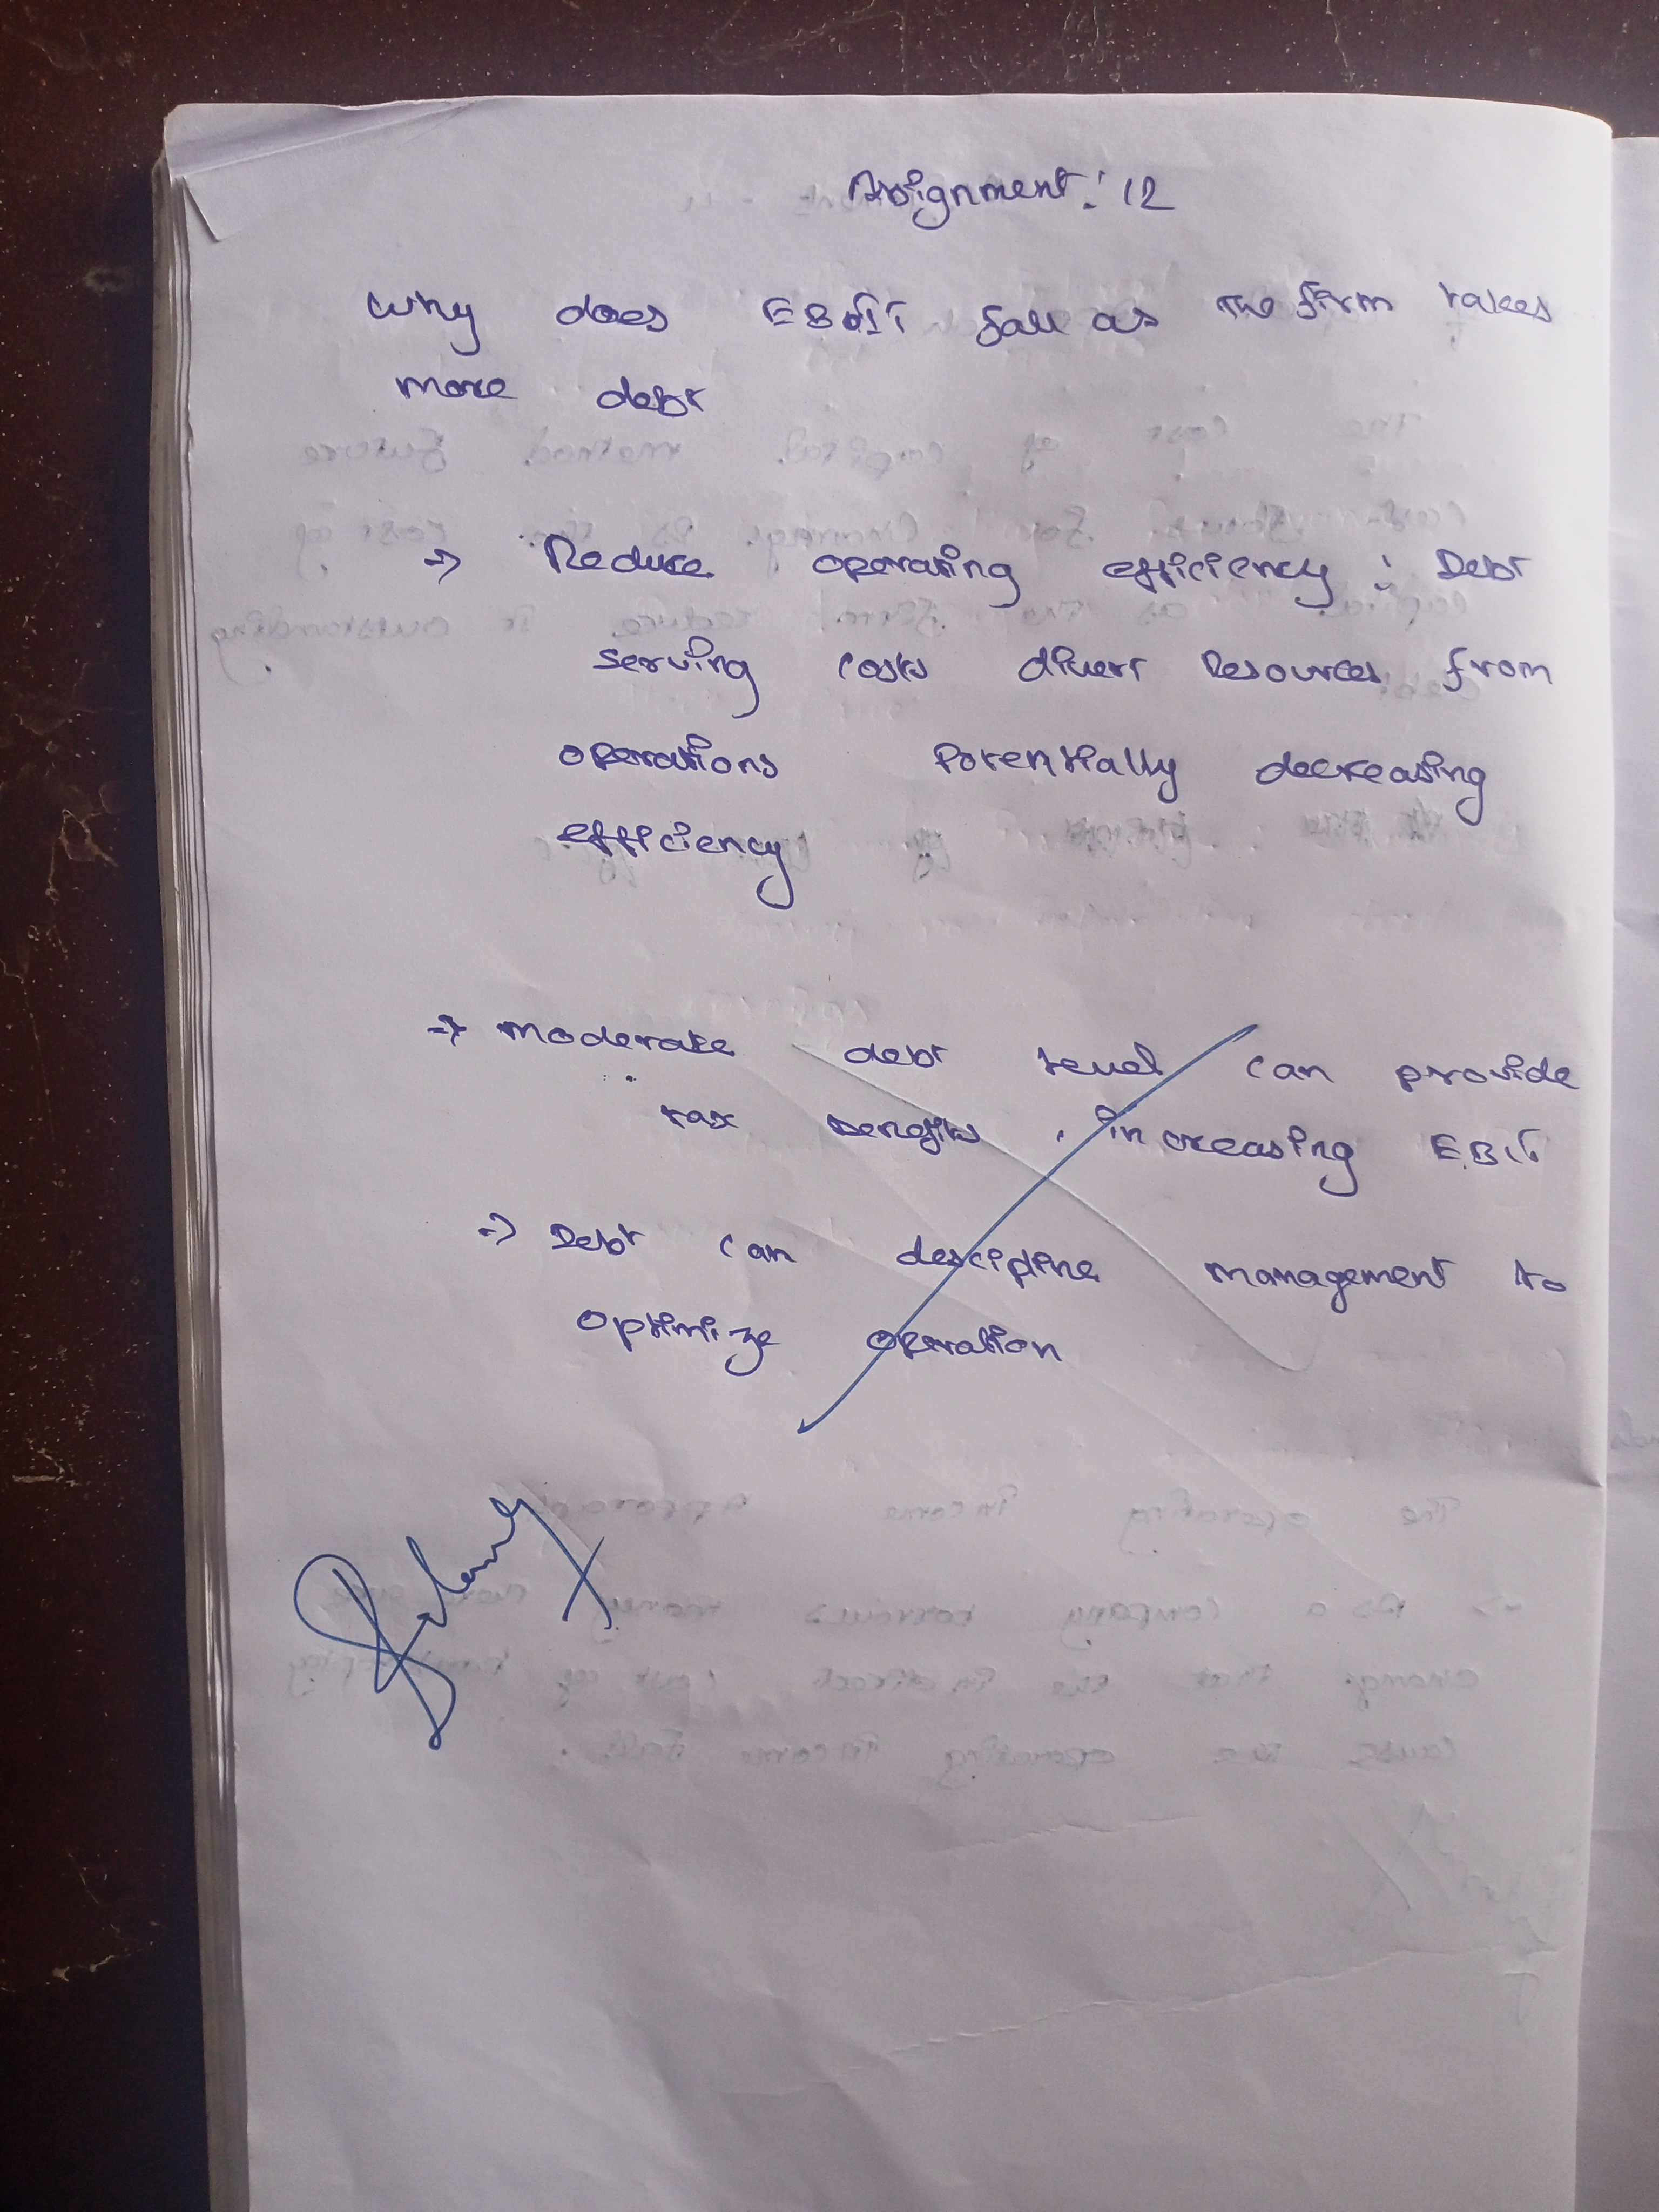 Assignment: 12
Why does EBIT fall as the firm takes
more debt
=> Reduce operating efficiency : Debt
serving costs divert Resources from
operations Potentially decreasing
efficiency
=> Moderate debt level can provide
tax benefits, increasing EBIT
=> Debt can descipline management to
Optimize operation